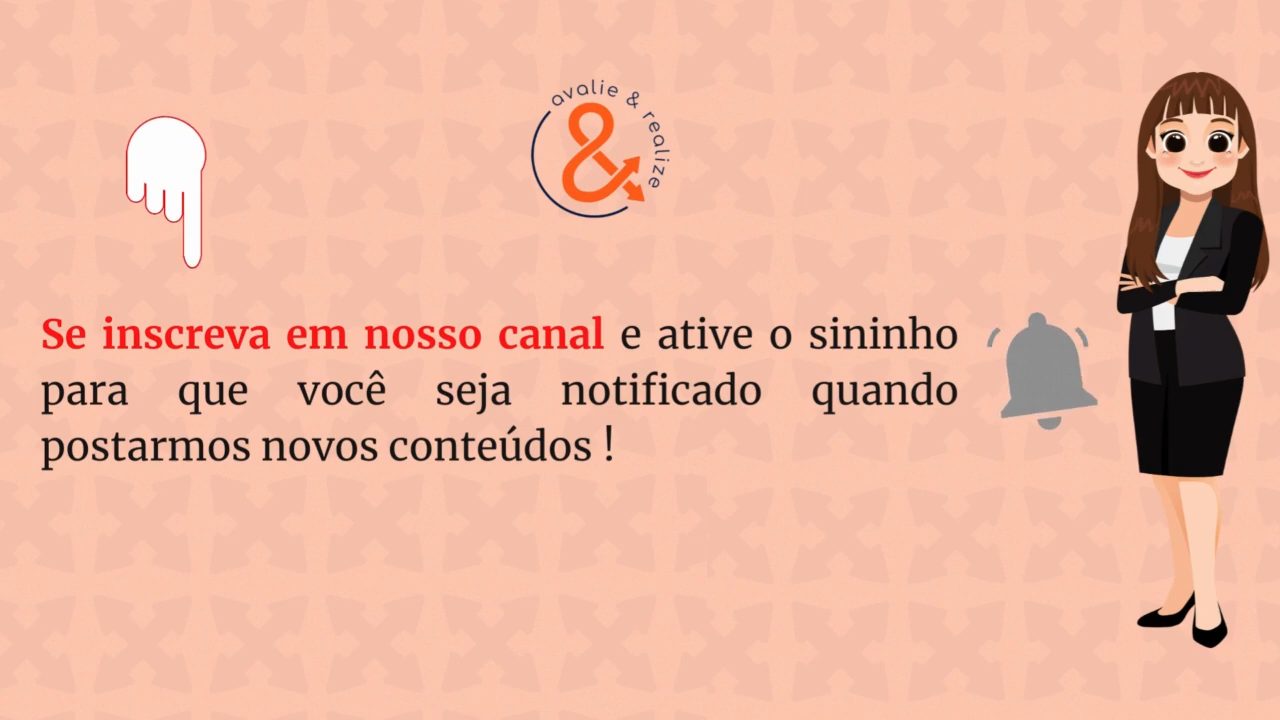 avalie & realize
Se inscreva em nosso canal e ative o sininho
para que você seja notificado quando
postarmos novos conteúdos !